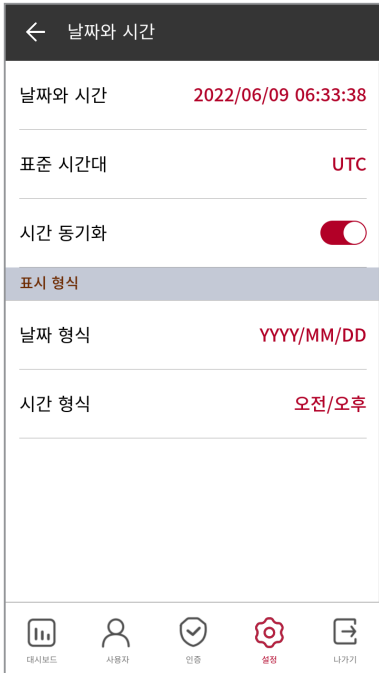 날짜와 시간
날짜와 시간 2022/06/09 06:33:38
표준 시간대 UTC
시간 동기화
표시 형식
날짜 형식 YYYY/MM/DD
시간 형식 오전/오후
대시보드 사용자 인증 설정 나가기